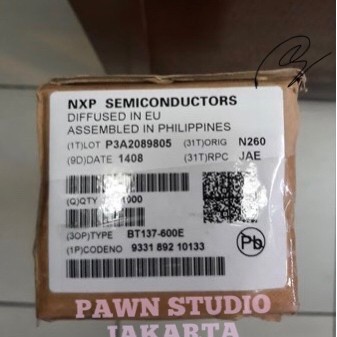 NXP SEMICONDUCTORS
DIFFUSED IN EU
ASSEMBLED IN PHILIPPINES
(1T)LOT P3A2089805 (31T)ORIG N260
(9D)DATE 1408 (31T)RPC JAE
(Q)QTY 1000
(30P)TYPE BT137-600E
(1P)CODENO 9331 892 10133
Pb
PAWN STUDIO
JAKARTA